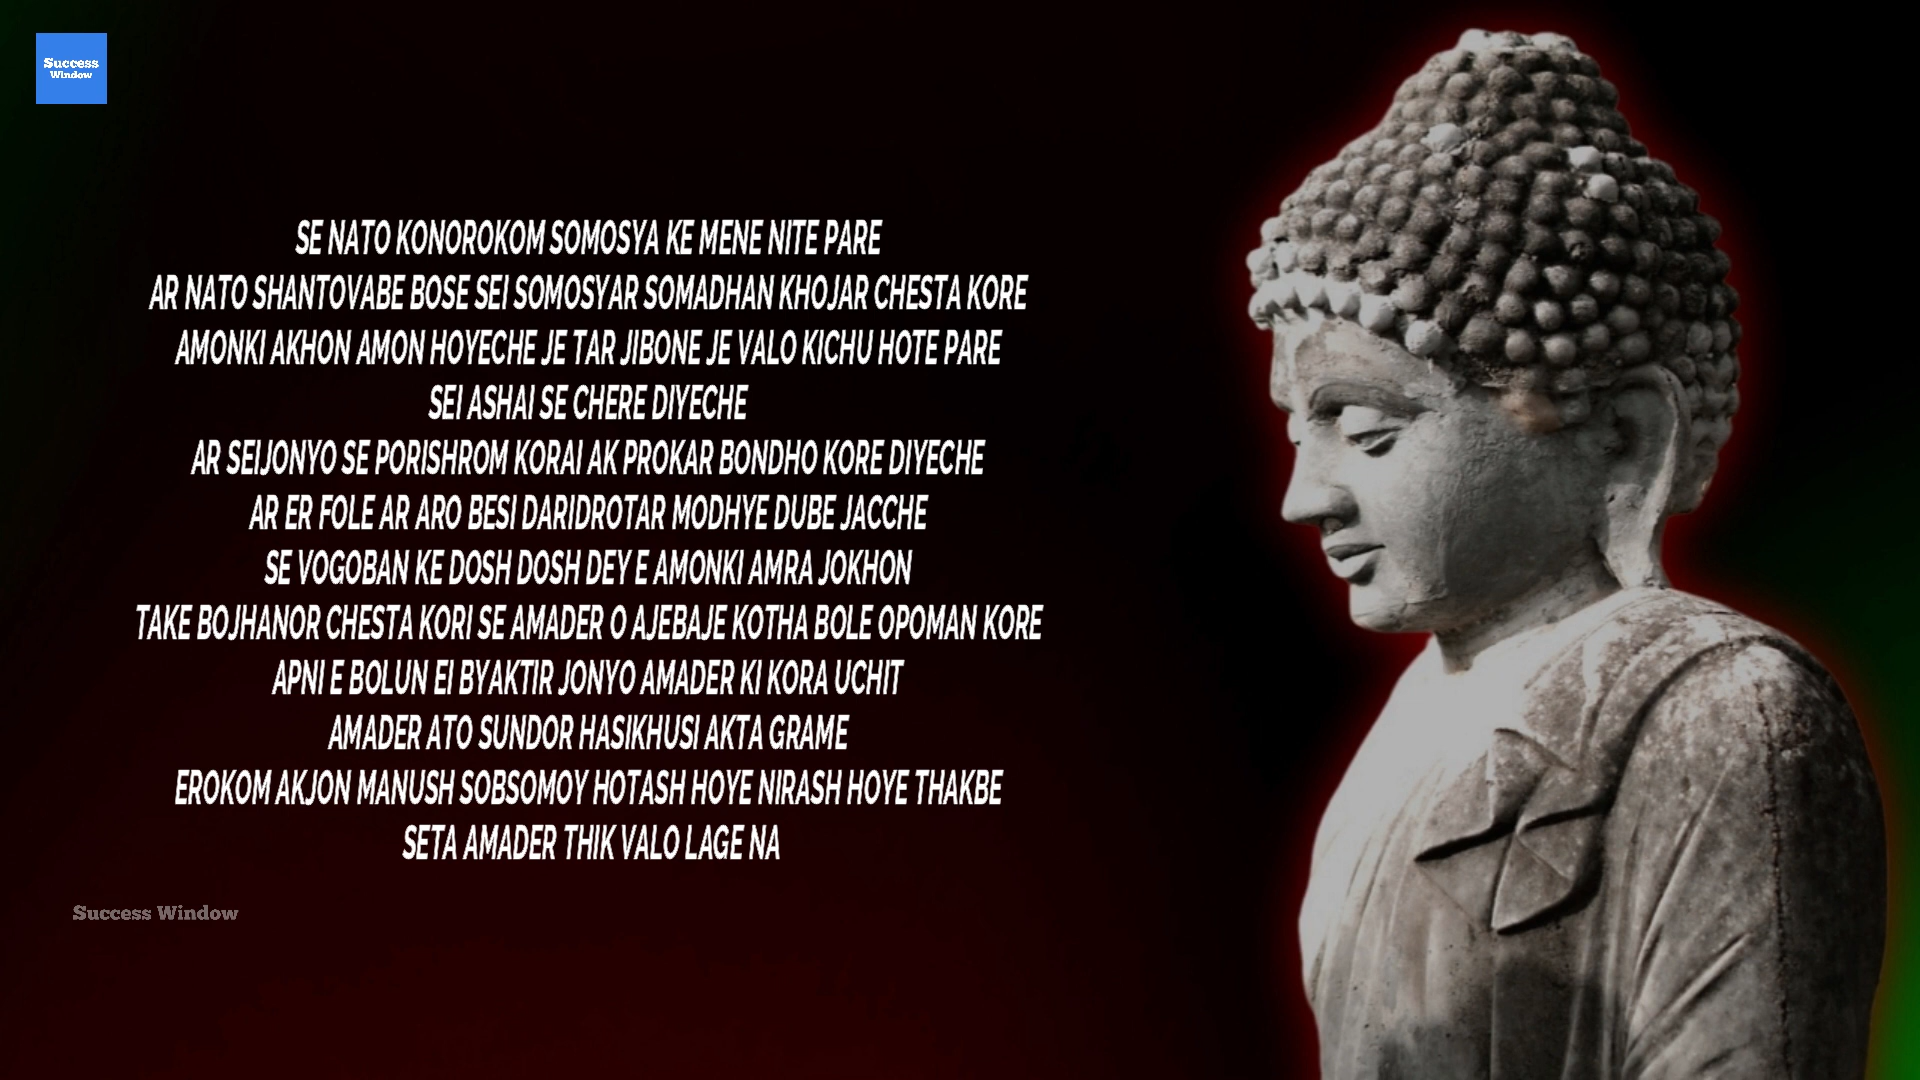 Success
Window
SE NATO KONOROKOM SOMOSYA KE MENE NITE PARE
AR NATO SHANTOVABE BOSE SEI SOMOSYAR SOMADHAN KHOJAR CHESTA KORE
AMONKI AKHON AMON HOYECHE JE TAR JIBONE JE VALO KICHU HOTE PARE
SEI ASHAI SE CHERE DIYECHE
AR SEIJONYO SE PORISHROM KORAI AK PROKAR BONDHO KORE DIYECHE
AR ER FOLE AR ARO BESI DARIDROTAR MODHYE DUBE JACCHE
SE VOGOBAN KE DOSH DOSH DEY E AMONKI AMRA JOKHON
TAKE BOJHANOR CHESTA KORI SE AMADER O AJEBAJE KOTHA BOLE OPOMAN KORE
APNI E BOLUN EI BYAKTIR JONYO AMADER KI KORA UCHIT
AMADER ATO SUNDOR HASIKHUSI AKTA GRAME
EROKOM AKJON MANUSH SOBSOMOY HOTASH HOYE NIRASH HOYE THAKBE
SETA AMADER THIK VALO LAGE NA
Success Window